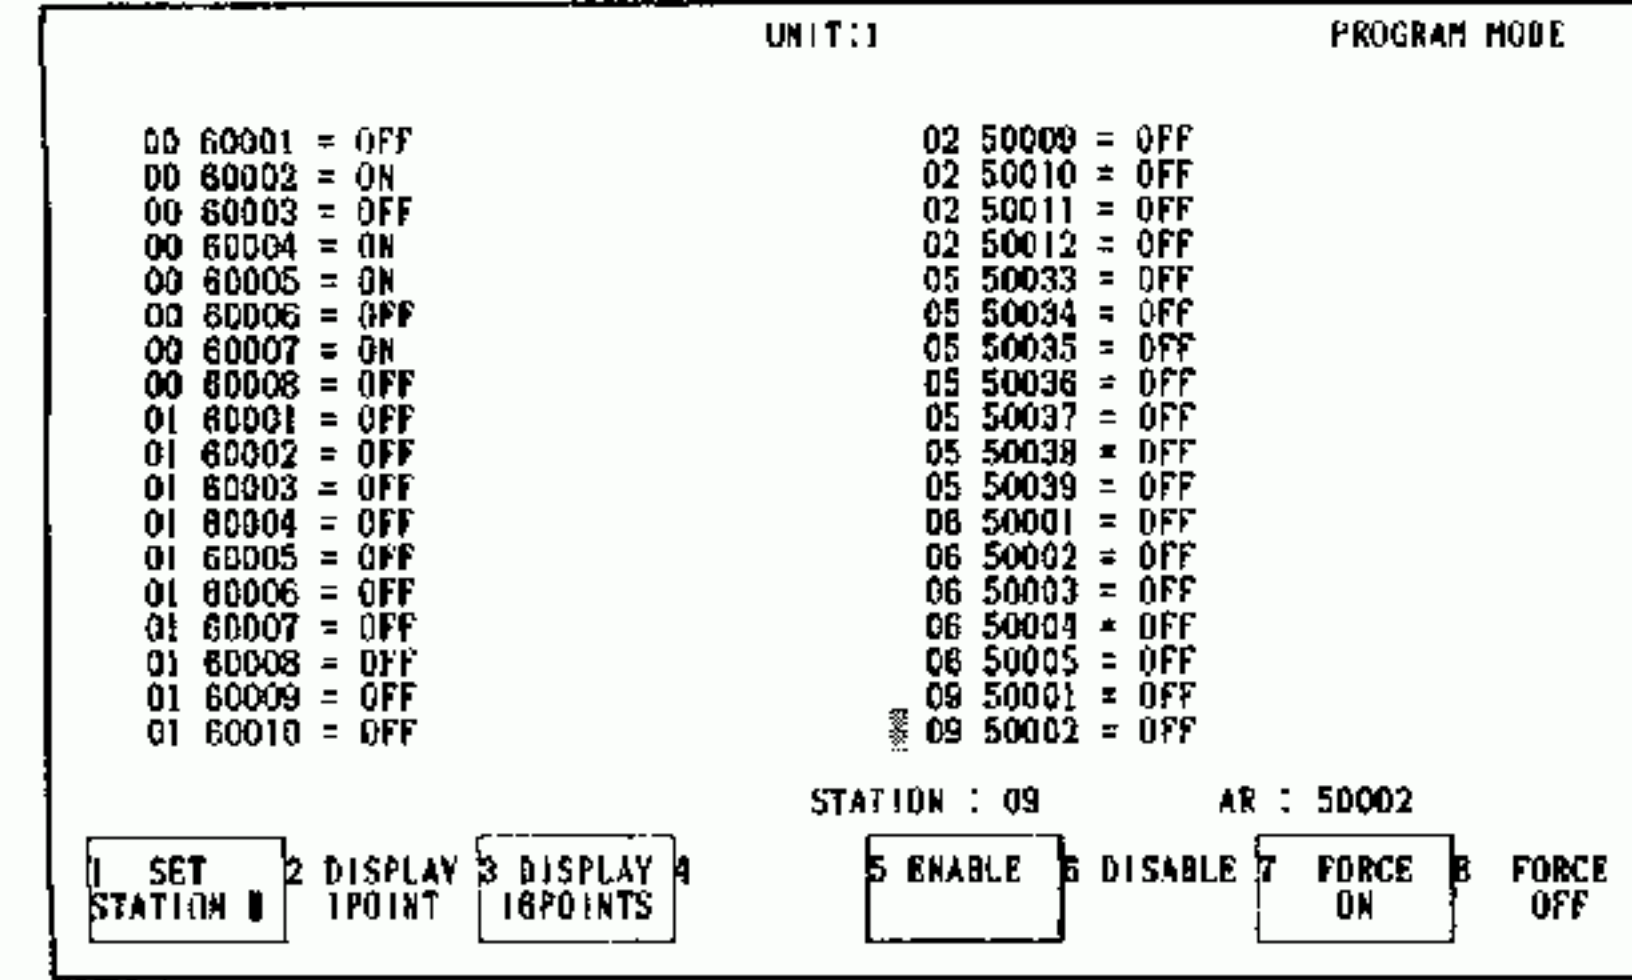 UNIT:1 PROGRAM MODE
00 60001 = OFF 02 50009 = OFF
00 60002 = ON 02 50010 = OFF
00 60003 = OFF 02 50011 = OFF
00 60004 = ON 02 50012 = OFF
00 60005 = ON 05 50033 = OFF
00 60006 = OFF 05 50034 = OFF
00 60007 = ON 05 50035 = OFF
00 60008 = OFF 05 50036 = OFF
01 60001 = OFF 05 50037 = OFF
01 60002 = OFF 05 50038 = OFF
01 60003 = OFF 05 50039 = OFF
01 60004 = OFF 06 50001 = OFF
01 60005 = OFF 06 50002 = OFF
01 60006 = OFF 06 50003 = OFF
01 60007 = OFF 06 50004 = OFF
01 60008 = OFF 06 50005 = OFF
01 60009 = OFF 09 50001 = OFF
01 60010 = OFF 09 50002 = OFF
STATION : 09 AR : 50002
1 SET 2 DISPLAY 3 DISPLAY 4 5 ENABLE 6 DISABLE 7 FORCE 8 FORCE
STATION # 1POINT 16POINTS ON OFF